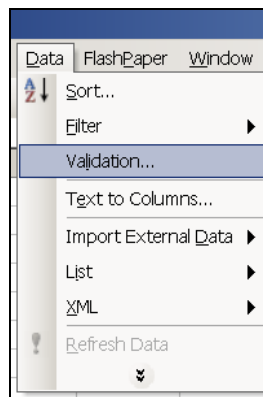 Data FlashPaper Window
Sort...
Filter
Validation...
Text to Columns...
Import External Data
List
XML
Refresh Data